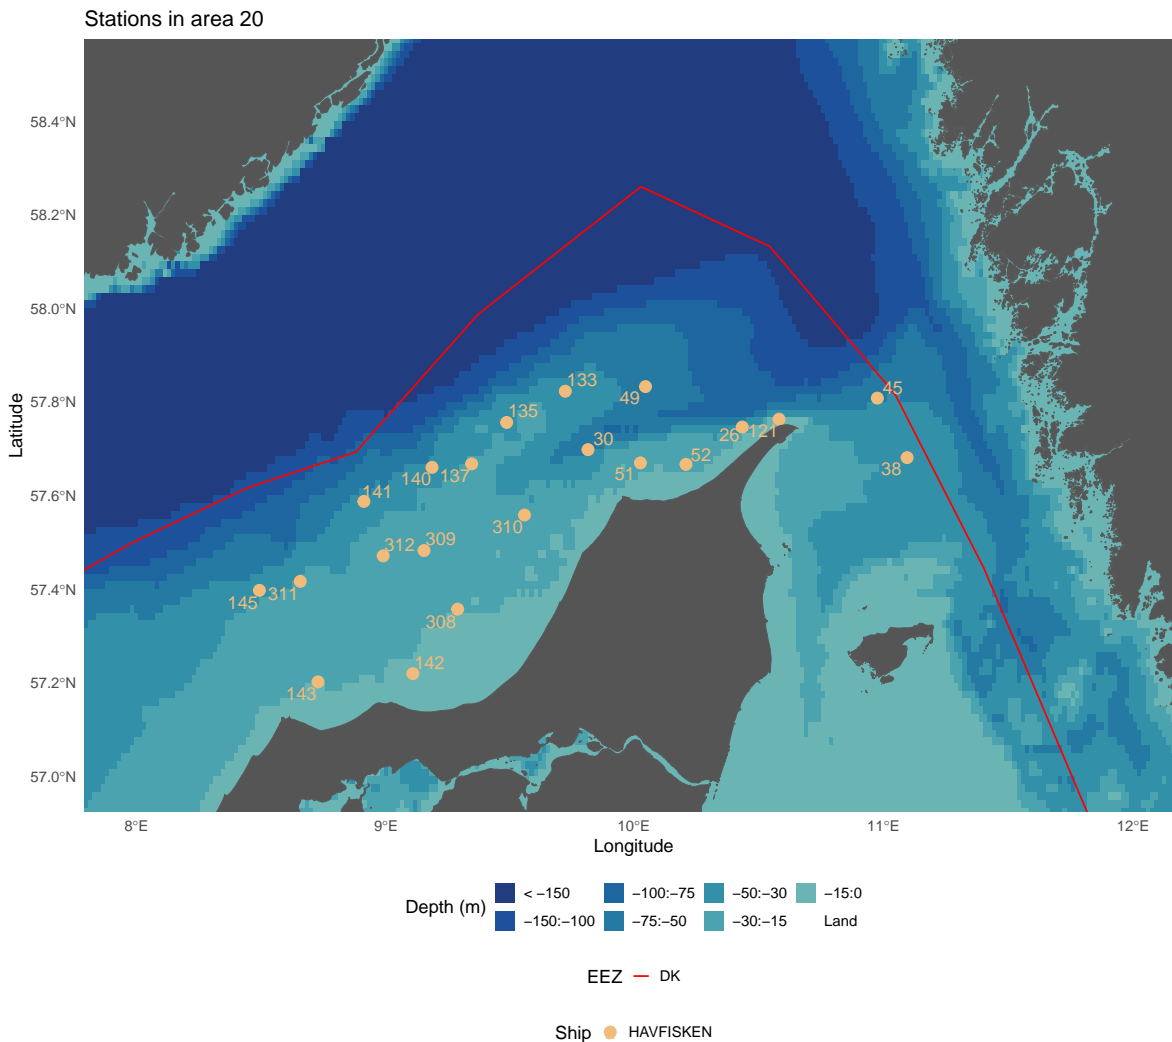 Stations in area 20
58.4°N
58.2°N
58.0°N
57.8°N
57.6°N
57.4°N
57.2°N
57.0°N
Latitude
133
49
45
135
26
121
30
52
51
38
140
137
141
310
309
312
145
311
308
142
143
8°E
9°E
10°E
11°E
12°E
Longitude
Depth (m)
< −150
−100:−75
−50:−30
−15:0
−150:−100
−75:−50
−30:−15
Land
EEZ
DK
Ship
HAVFISKEN